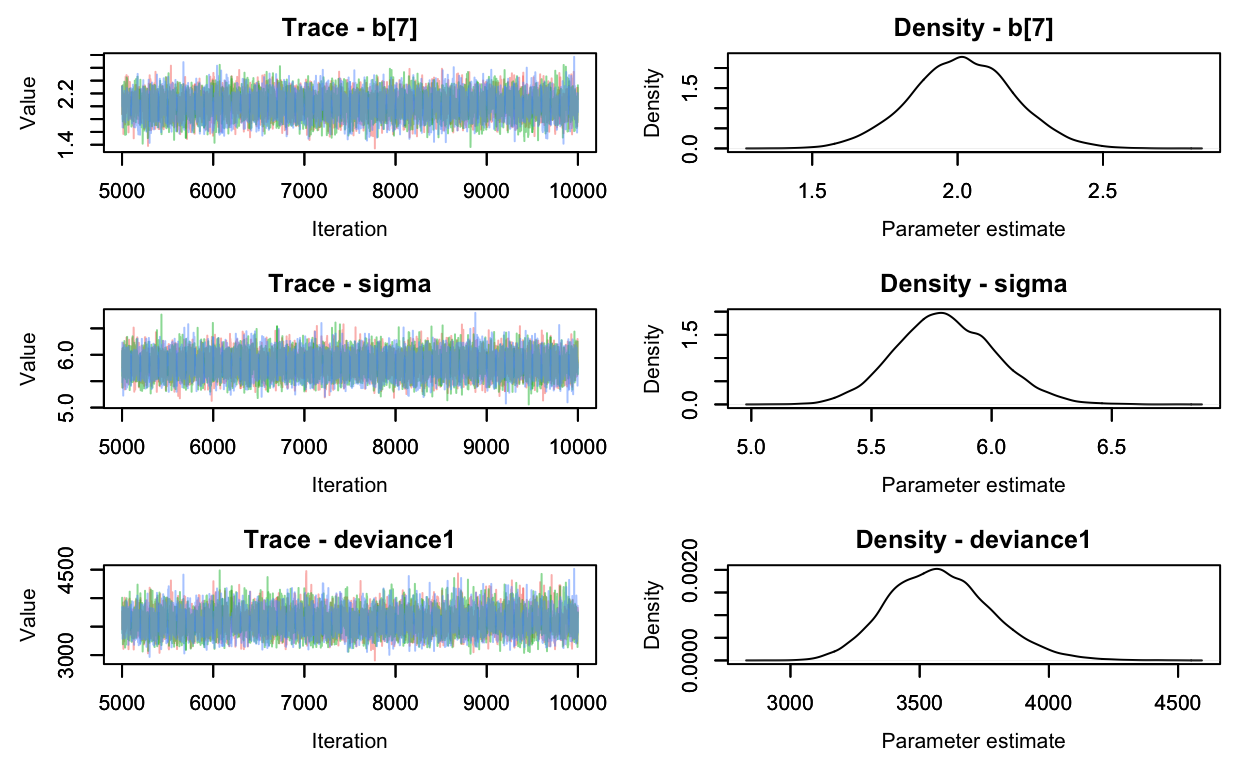 Trace - b[7]
Value
1.4 2.2
5000 6000 7000 8000 9000 10000
Iteration
Density - b[7]
Density
0.0 1.5
1.5 2.0 2.5
Parameter estimate
Trace - sigma
Value
5.0 6.0
5000 6000 7000 8000 9000 10000
Iteration
Density - sigma
Density
0.0 1.5
5.0 5.5 6.0 6.5
Parameter estimate
Trace - deviance1
Value
3000 4500
5000 6000 7000 8000 9000 10000
Iteration
Density - deviance1
Density
0.0000 0.0020
3000 3500 4000 4500
Parameter estimate